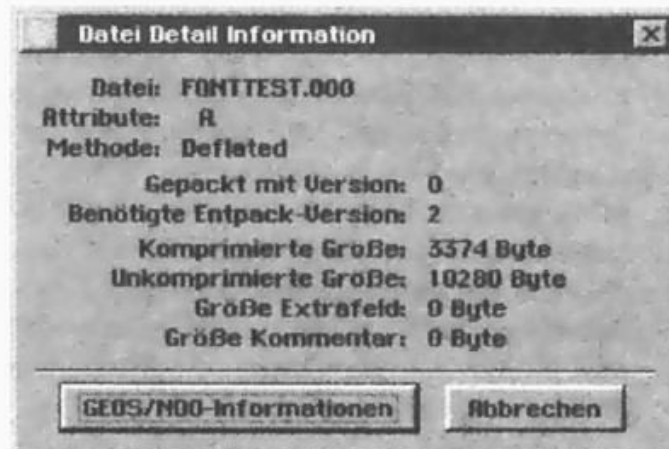 Datei Detail Information
Datei: FONTTEST.000
Attribute: A
Methode: Deflated
Gepackt mit Version: 0
Benötigte Entpack-Version: 2
Komprimierte Größe: 3374 Byte
Unkomprimierte Größe: 10280 Byte
Größe Extrafeld: 0 Byte
Größe Kommentar: 0 Byte
GEOS/NDO-Informationen
Abbrechen